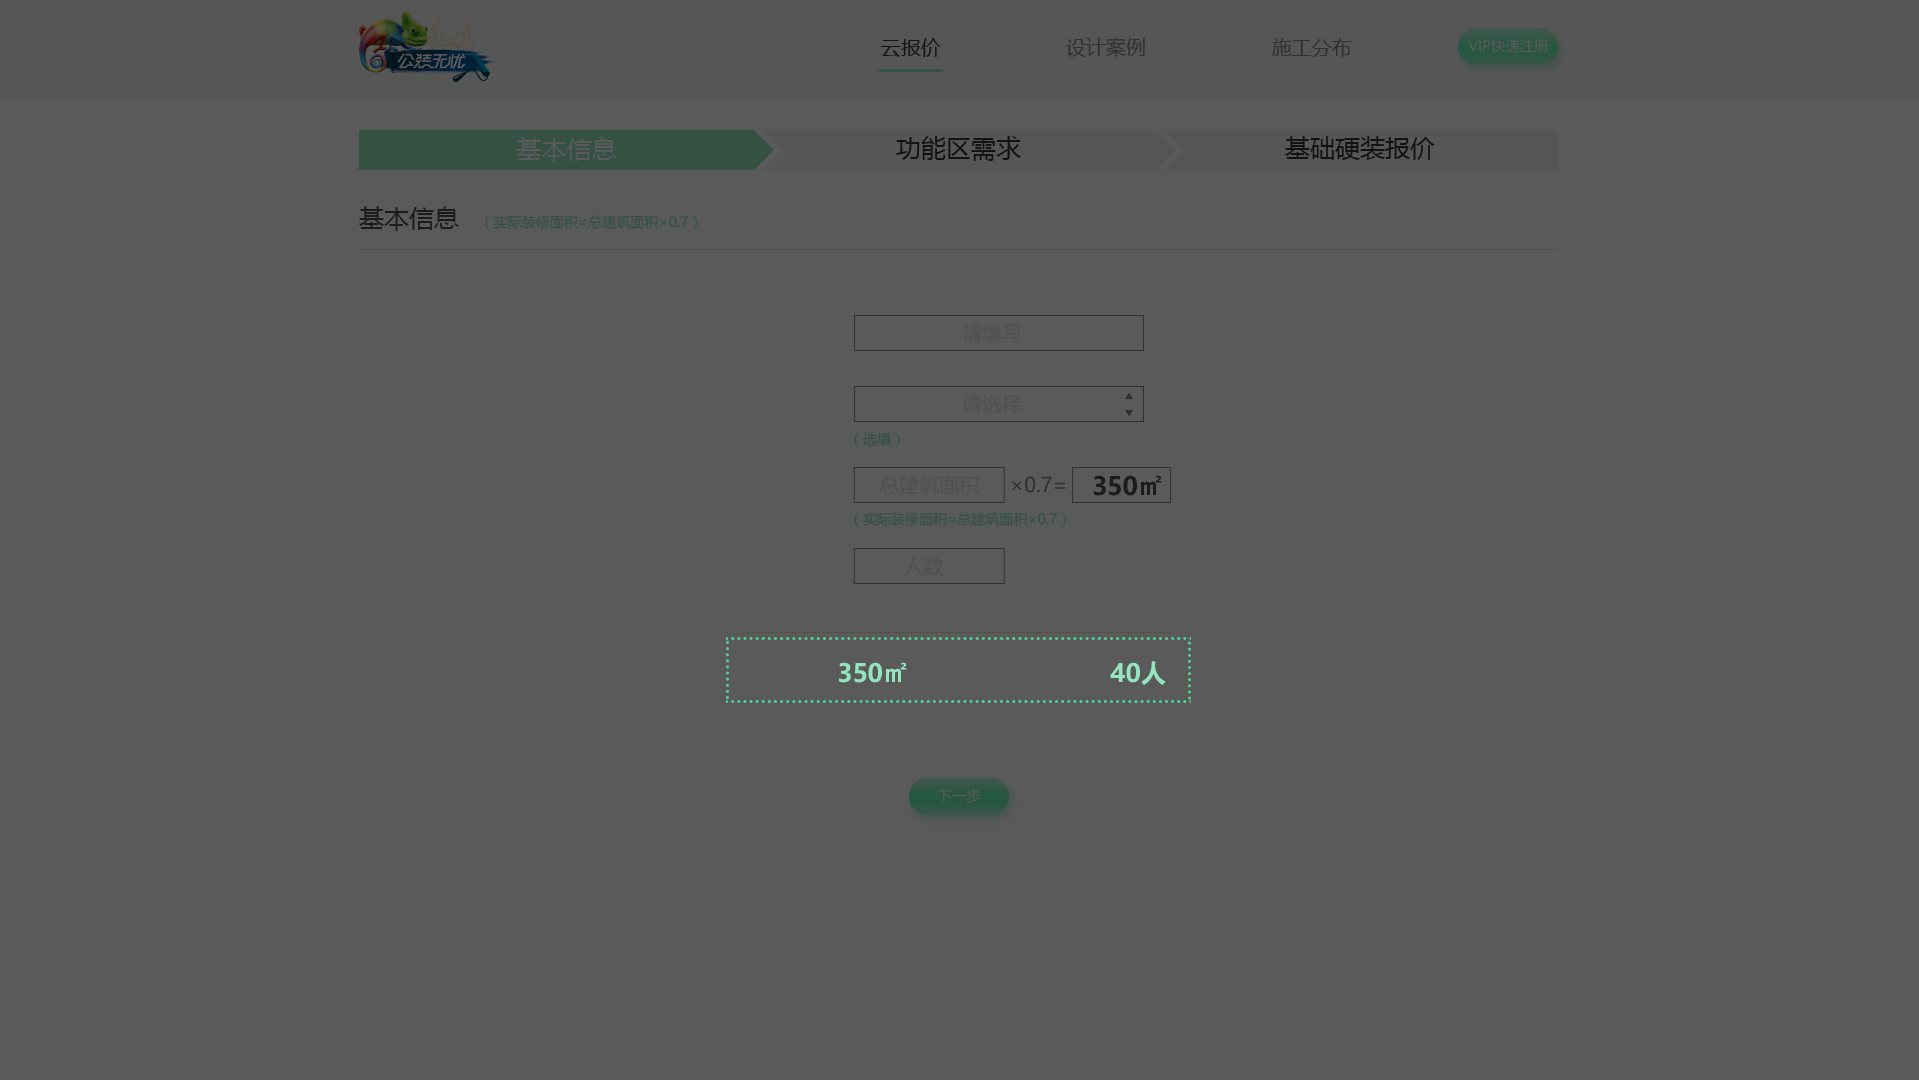 公装无忧
云报价
设计案例
施工分布
VIP快速注册
基本信息
功能区需求
基础硬装报价
基本信息 ( 实际装修面积=总建筑面积×0.7 )
请填写
请选择
( 选填 )
总建筑面积 ×0.7= 350㎡
( 实际装修面积=总建筑面积×0.7 )
人数
350㎡ 40人
下一步